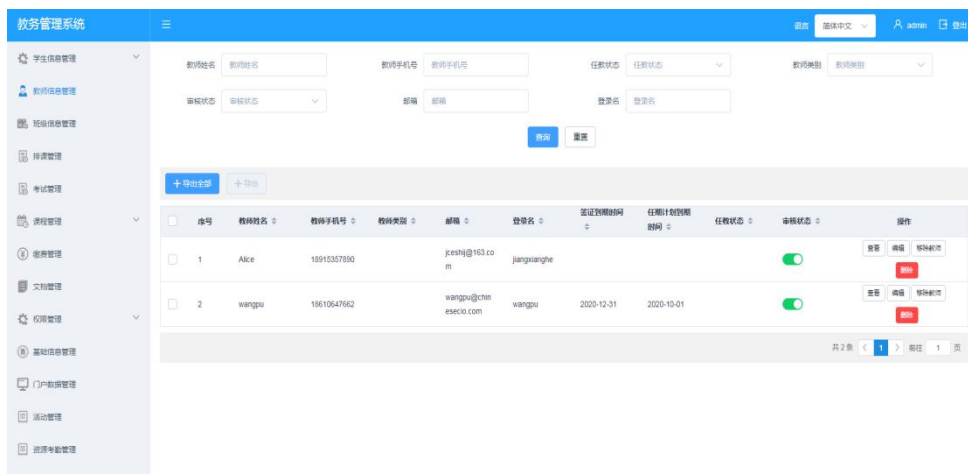 教务管理系统
语言 简体中文 admin 登出
学生信息管理
教师信息管理
班级信息管理
排课管理
考试管理
课程管理
缴费管理
文档管理
权限管理
基础信息管理
门户数据管理
活动管理
资源考勤管理
教师姓名 教师姓名 教师手机号 教师手机号 任教状态 任教状态 教师类别 教师类别
审核状态 审核状态 邮箱 邮箱 登录名 登录名
查询 重置
+ 导出全部 + 导出
序号 教师姓名 教师手机号 教师类别 邮箱 登录名 签证到期时间 任期计划到期时间 任教状态 审核状态 操作
1 Alice 18915357890 jceshij@163.com jiangxianghe 查看 编辑 移除教师
删除
2 wangpu 18610647662 wangpu@chinesecio.com wangpu 2020-12-31 2020-10-01 查看 编辑 移除教师
删除
共 2 条 < 1 > 前往 1 页